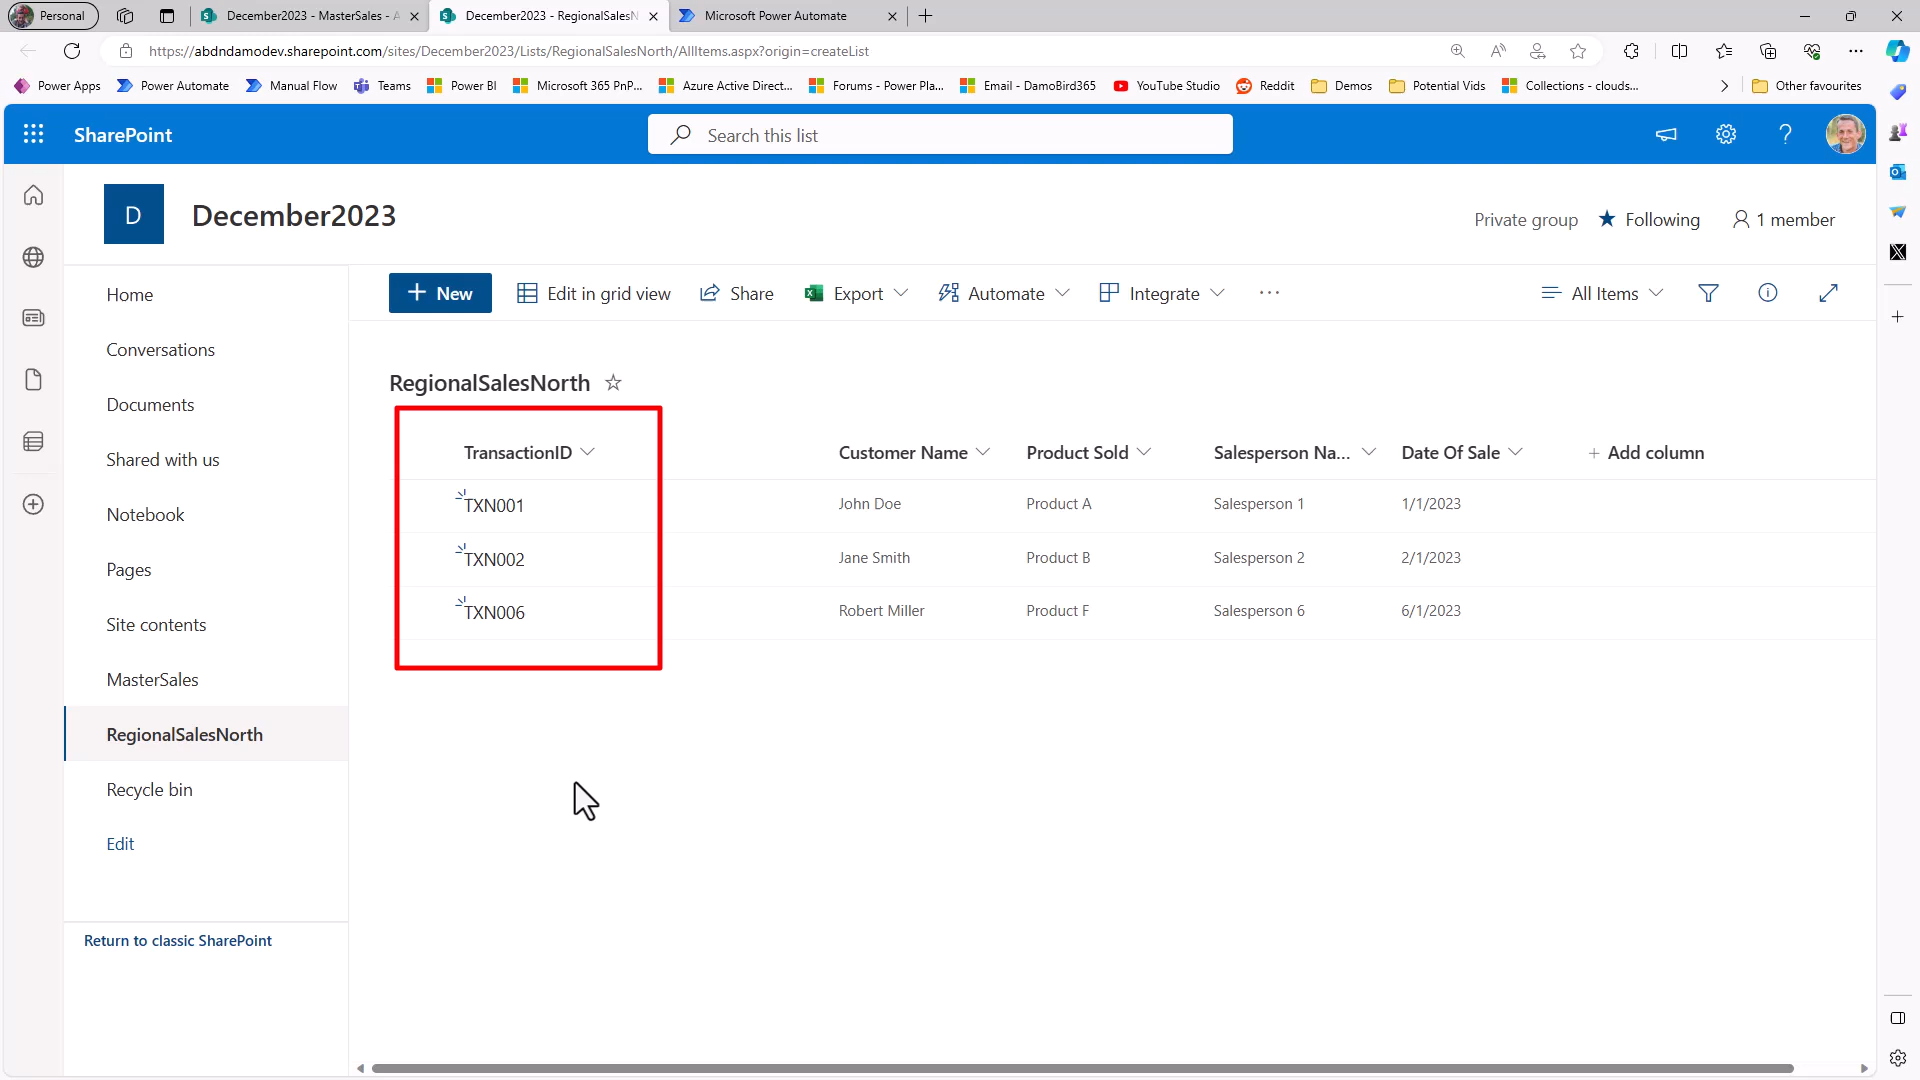 Personal
December2023 - MasterSales - A
December2023 - RegionalSalesN
Microsoft Power Automate
https://abdndamodev.sharepoint.com/sites/December2023/Lists/RegionalSalesNorth/AllItems.aspx?origin=createList
Power Apps
Power Automate
Manual Flow
Teams
Power BI
Microsoft 365 PnP...
Azure Active Direct...
Forums - Power Pla...
Email - DamoBird365
YouTube Studio
Reddit
Demos
Potential Vids
Collections - clouds...
Other favourites
SharePoint
Search this list
D
December2023
Private group
Following
1 member
Home
Conversations
Documents
Shared with us
Notebook
Pages
Site contents
MasterSales
RegionalSalesNorth
Recycle bin
Edit
Return to classic SharePoint
New
Edit in grid view
Share
Export
Automate
Integrate
All Items
RegionalSalesNorth
TransactionID Customer Name Product Sold Salesperson Na... Date Of Sale Add column
TXN001 John Doe Product A Salesperson 1 1/1/2023
TXN002 Jane Smith Product B Salesperson 2 2/1/2023
TXN006 Robert Miller Product F Salesperson 6 6/1/2023